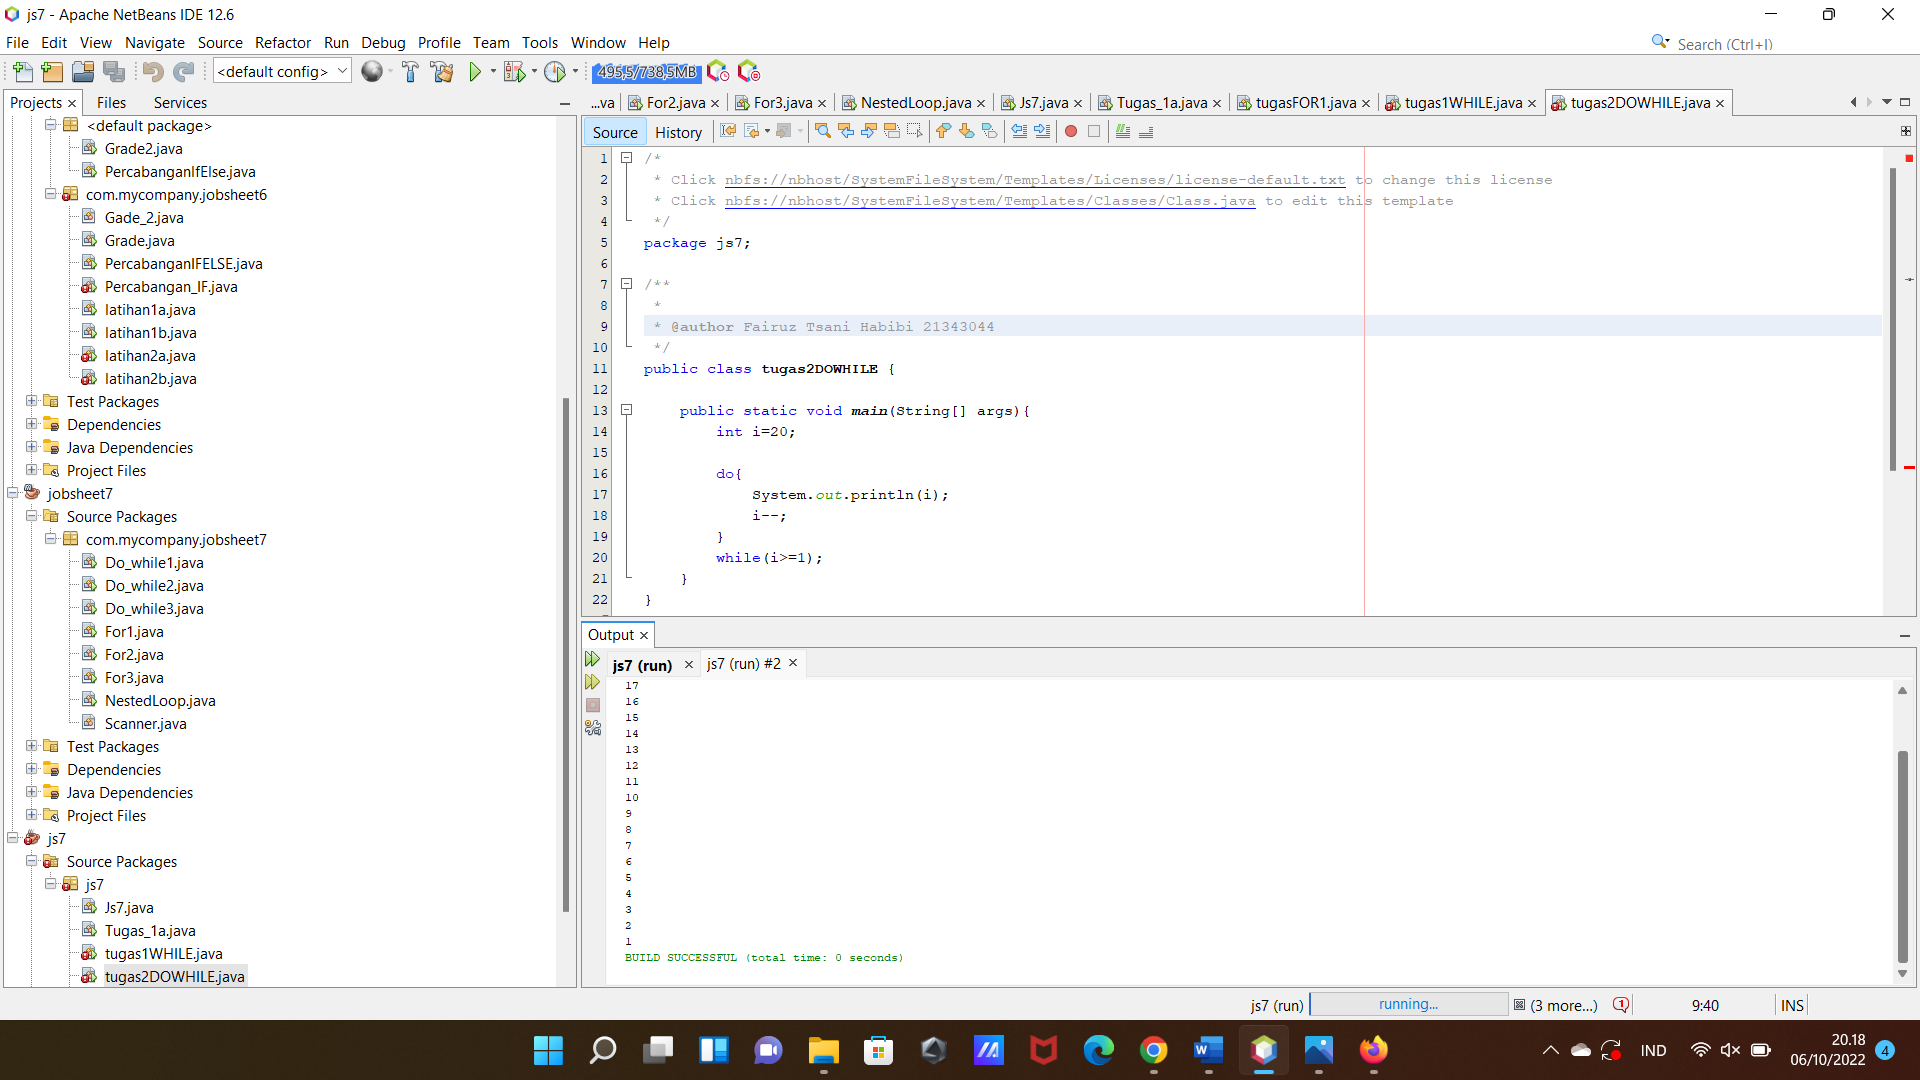 js7 - Apache NetBeans IDE 12.6
File Edit View Navigate Source Refactor Run Debug Profile Team Tools Window Help
Search (Ctrl+I)
<default config>
495,5/738,5MB
Projects Files Services
<default package>
Grade2.java
PercabanganIfElse.java
com.mycompany.jobsheet6
Gade_2.java
Grade.java
PercabanganIFELSE.java
Percabangan_IF.java
latihan1a.java
latihan1b.java
latihan2a.java
latihan2b.java
Test Packages
Dependencies
Java Dependencies
Project Files
jobsheet7
Source Packages
com.mycompany.jobsheet7
Do_while1.java
Do_while2.java
Do_while3.java
For1.java
For2.java
For3.java
NestedLoop.java
Scanner.java
Test Packages
Dependencies
Java Dependencies
Project Files
js7
Source Packages
js7
Js7.java
Tugas_1a.java
tugas1WHILE.java
tugas2DOWHILE.java
...va For2.java For3.java NestedLoop.java Js7.java Tugas_1a.java tugasFOR1.java tugas1WHILE.java tugas2DOWHILE.java
Source History
1 /*
2 * Click nbfs://nbhost/SystemFileSystem/Templates/Licenses/license-default.txt to change this license
3 * Click nbfs://nbhost/SystemFileSystem/Templates/Classes/Class.java to edit this template
4 */
5 package js7;
6
7 /**
8 *
9 * @author Fairuz Tsani Habibi 21343044
10 */
11 public class tugas2DOWHILE {
12
13 public static void main(String[] args){
14 int i=20;
15
16 do{
17 System.out.println(i);
18 i--;
19 }
20 while(i>=1);
21 }
22 }
Output
js7 (run) js7 (run) #2
17
16
15
14
13
12
11
10
9
8
7
6
5
4
3
2
1
BUILD SUCCESSFUL (total time: 0 seconds)
js7 (run) running... (3 more...) 1 9:40 INS
IND 20.18
06/10/2022 4